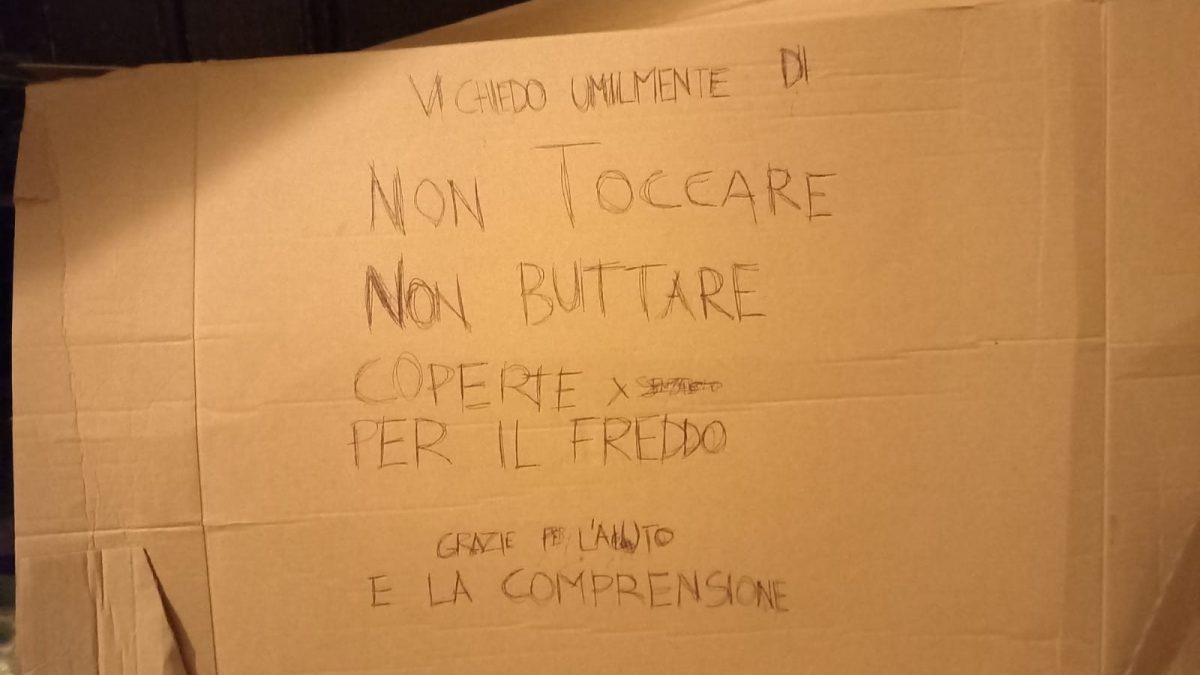 VI CHIEDO UMILMENTE DI
NON TOCCARE
NON BUTTARE
COPERTE X
PER IL FREDDO
GRAZIE PER L'AIUTO
E LA COMPRENSIONE